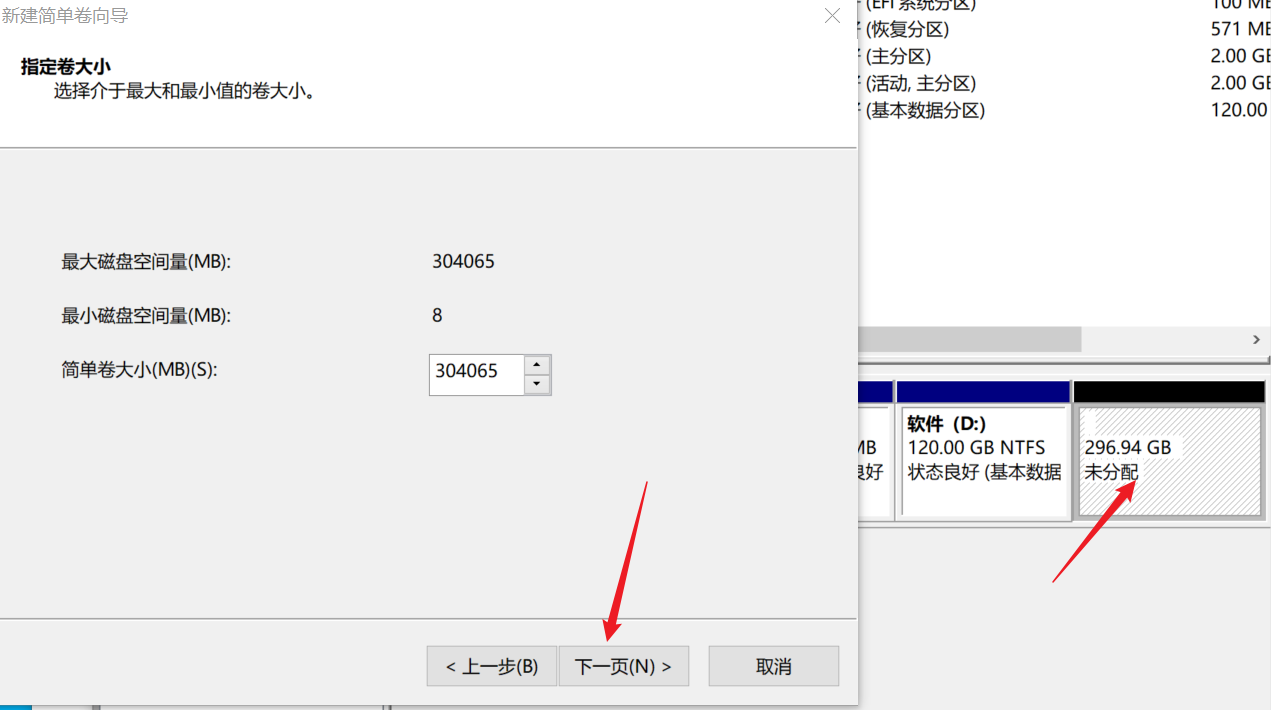 新建简单卷向导
指定卷大小
选择介于最大和最小值的卷大小。
最大磁盘空间量(MB):
304065
最小磁盘空间量(MB):
8
简单卷大小(MB)(S):
304065
< 上一步(B)
下一页(N) >
取消
(EFI 系统分区)
100 MB
(恢复分区)
571 MB
(主分区)
2.00 GB
(活动, 主分区)
2.00 GB
(基本数据分区)
120.00
MB
良好
软件 (D:)
120.00 GB NTFS
状态良好 (基本数据
296.94 GB
未分配